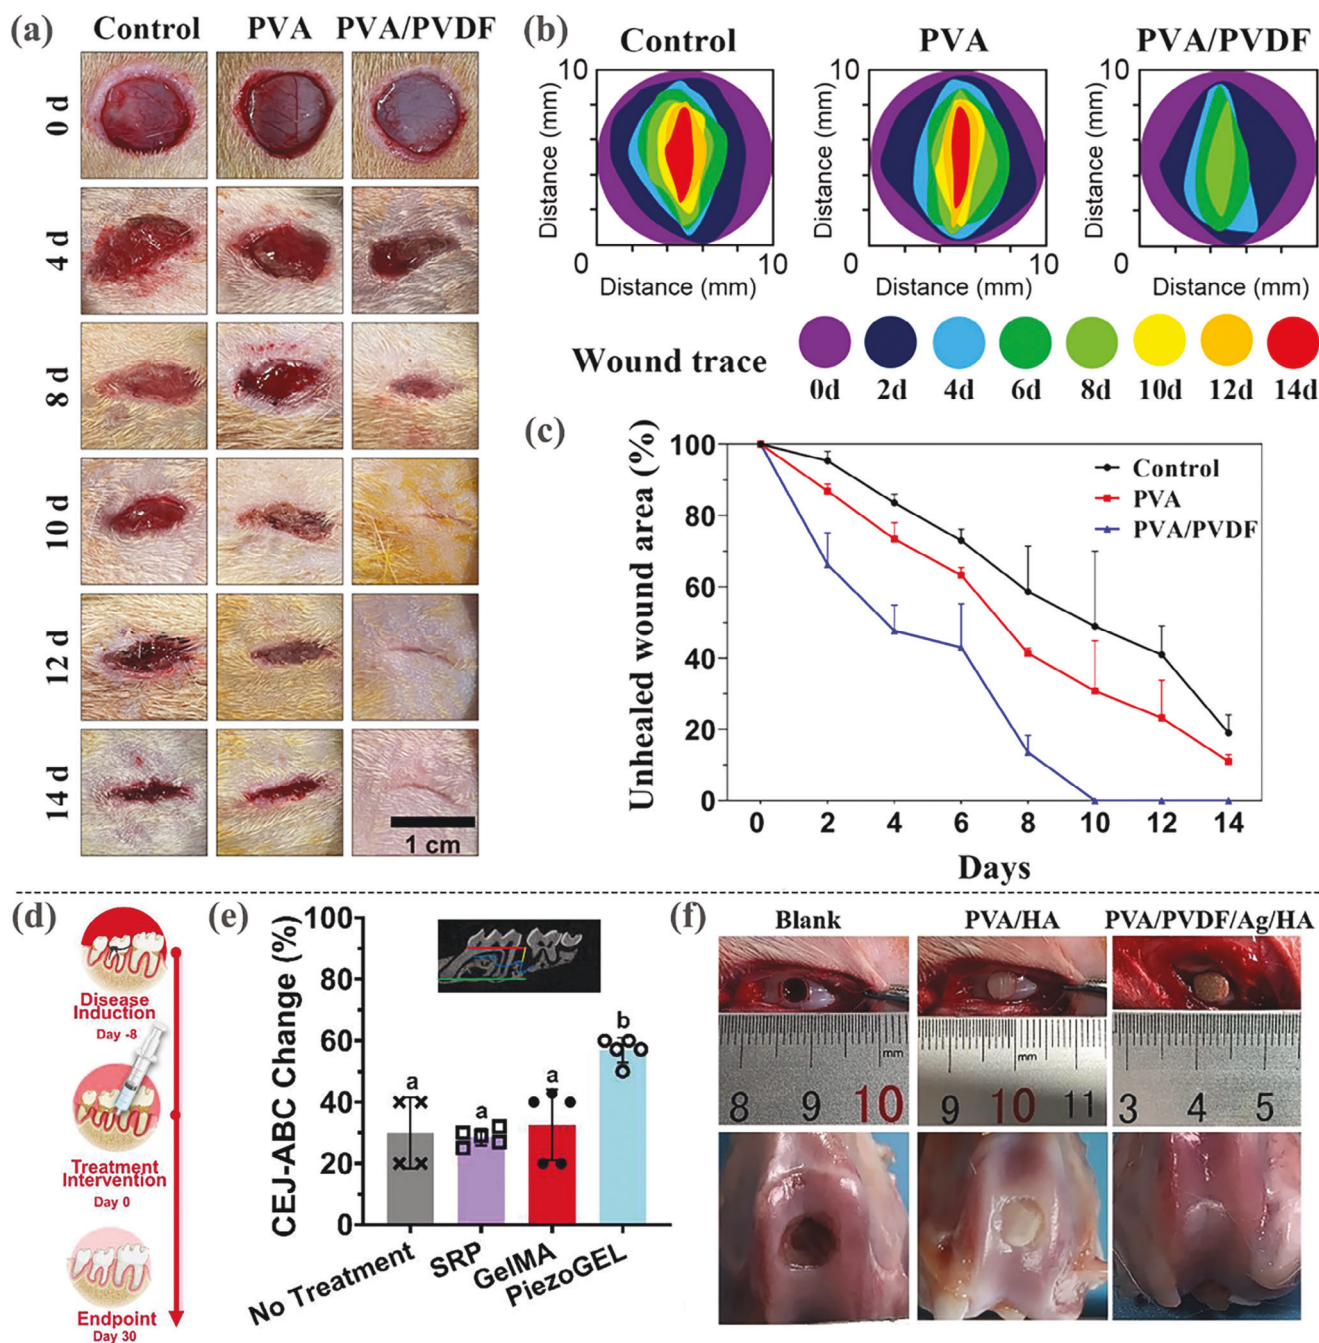 (a)
Control PVA PVA/PVDF
0 d
4 d
8 d
10 d
12 d
14 d
1 cm
(b)
Control PVA PVA/PVDF
10 10 10
Distance (mm) Distance (mm) Distance (mm)
0 10 0 10 0 10
Distance (mm) Distance (mm) Distance (mm)
Wound trace
0d 2d 4d 6d 8d 10d 12d 14d
(c)
Unhealed wound area (%)
100
80
60
40
20
0
Control
PVA
PVA/PVDF
0 2 4 6 8 10 12 14
Days
(d)
Disease
Induction
Day -8
Treatment
Intervention
Day 0
Endpoint
Day 30
(e)
CEJ-ABC Change (%)
100
80
60
40
20
0
a a a b
No Treatment
SRP
GelMA
PiezoGEL
(f)
Blank PVA/HA PVA/PVDF/Ag/HA
mm mm
8 9 10 9 10 11 3 4 5